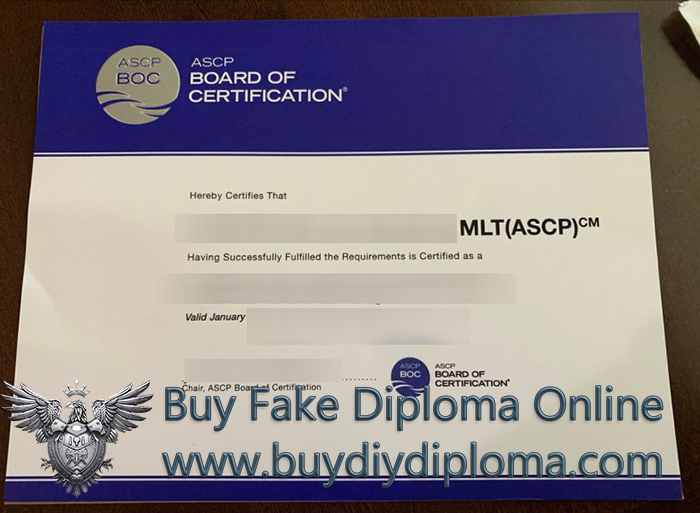 ASCP
BOC
ASCP
BOARD OF
CERTIFICATION®
Hereby Certifies That
MLT(ASCP)CM
Having Successfully Fulfilled the Requirements is Certified as a
Valid January
ASCP
BOC
ASCP
BOARD OF
CERTIFICATION®
Chair, ASCP Board of Certification
Buy Fake Diploma Online
www.buydiydiploma.com